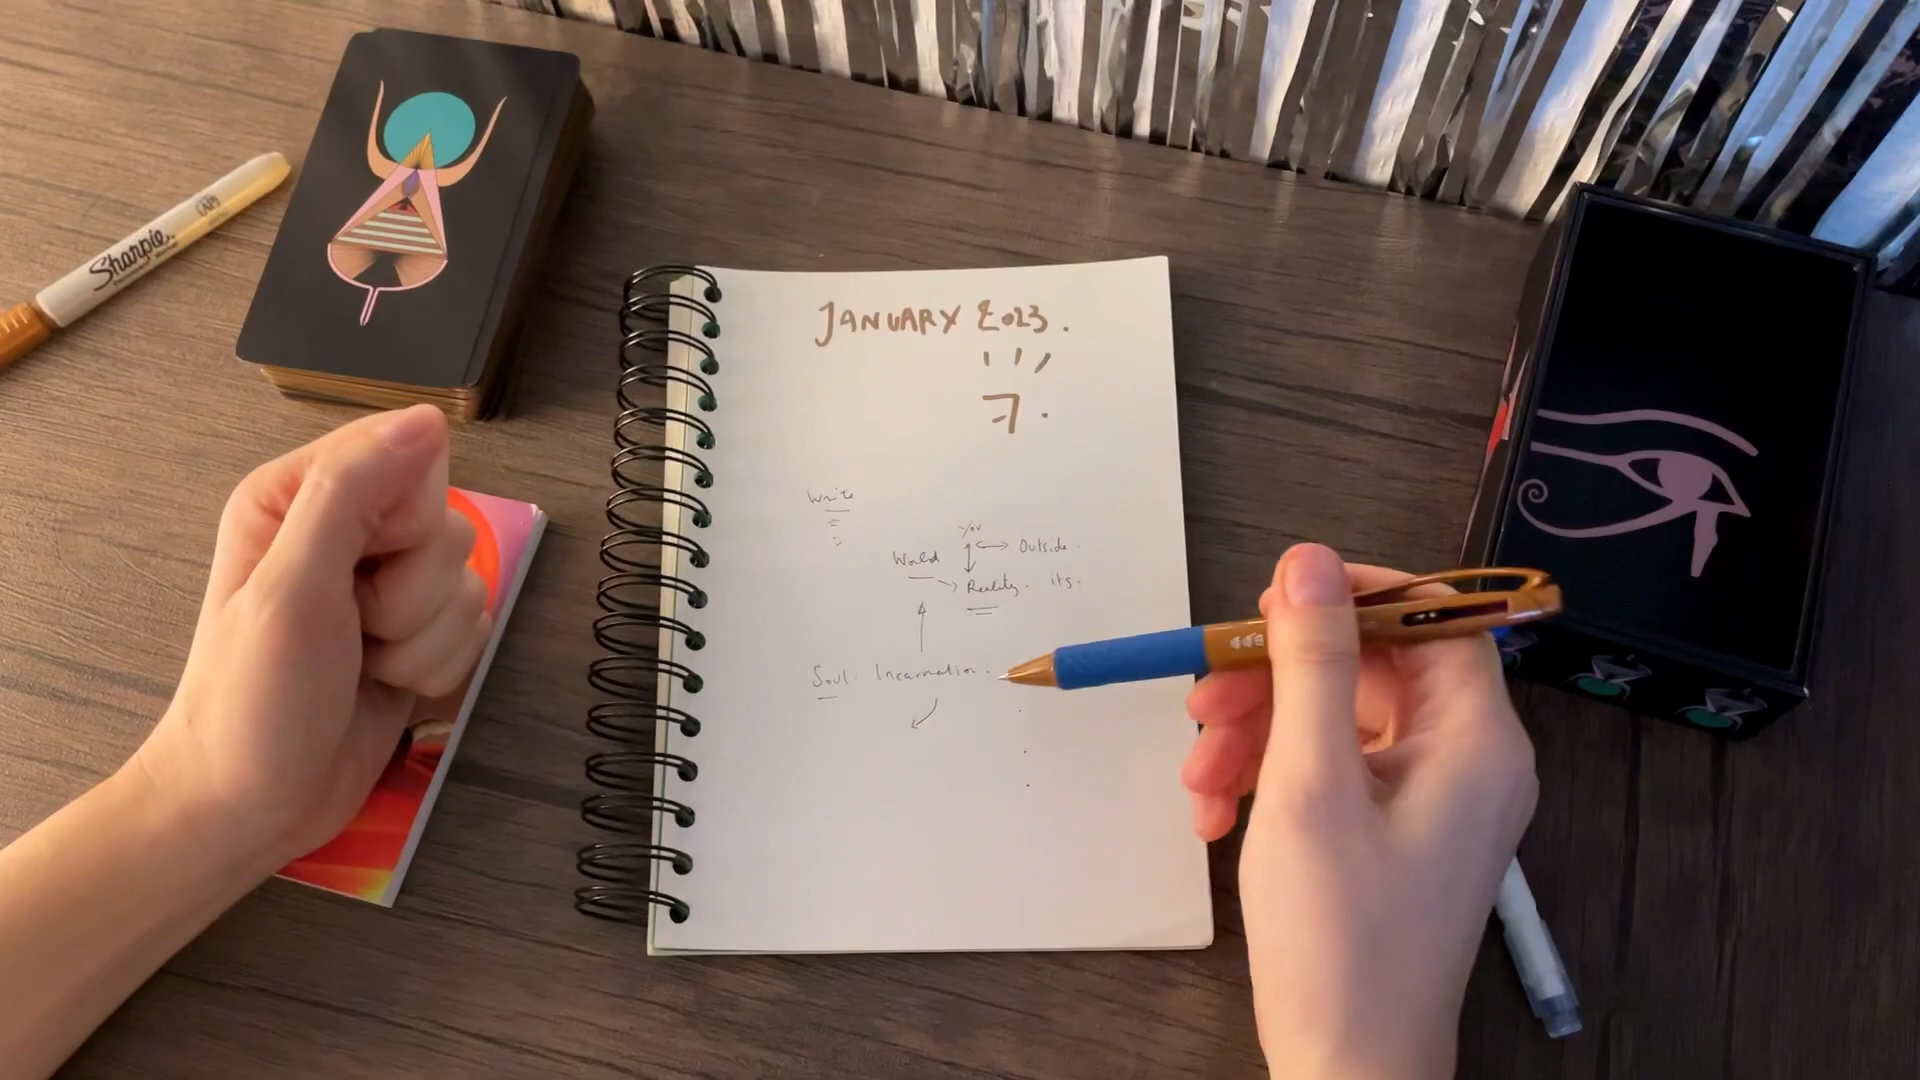 Sharpie.
JANUARY 2023.
7.
Write
You
World
Outside.
Reality. its.
Soul. Incarnation.